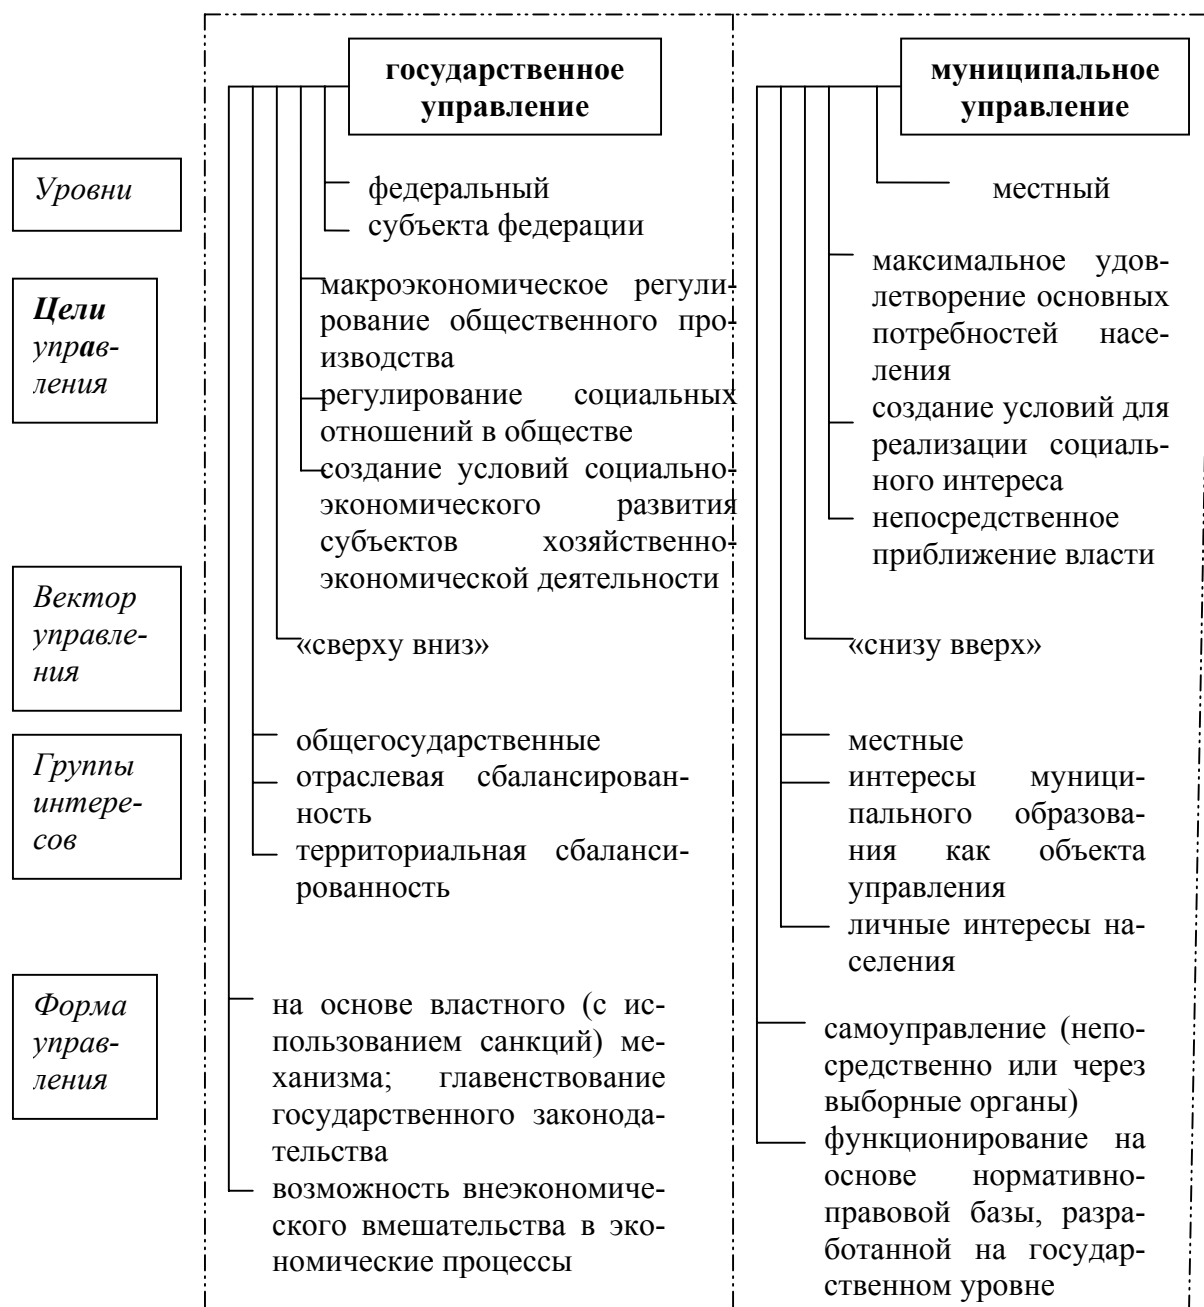 государственное
управление
муниципальное
управление
Уровни
федеральный
субъекта федерации
местный
Цели
управ-
ления
макроэкономическое регули-
рование общественного про-
изводства
регулирование социальных
отношений в обществе
создание условий социально-
экономического развития
субъектов хозяйственно-
экономической деятельности
максимальное удов-
летворение основных
потребностей насе-
ления
создание условий для
реализации социаль-
ного интереса
непосредственное
приближение власти
Вектор
управле-
ния
«сверху вниз»
«снизу вверх»
Группы
интере-
сов
общегосударственные
отраслевая сбалансирован-
ность
территориальная сбаланси-
рованность
местные
интересы муници-
пального образова-
ния как объекта
управления
личные интересы на-
селения
Форма
управ-
ления
на основе властного (с ис-
пользованием санкций) ме-
ханизма; главенствование
государственного законода-
тельства
возможность внеэкономиче-
ского вмешательства в эко-
номические процессы
самоуправление (непо-
средственно или через
выборные органы)
функционирование на
основе нормативно-
правовой базы, разра-
ботанной на государ-
ственном уровне